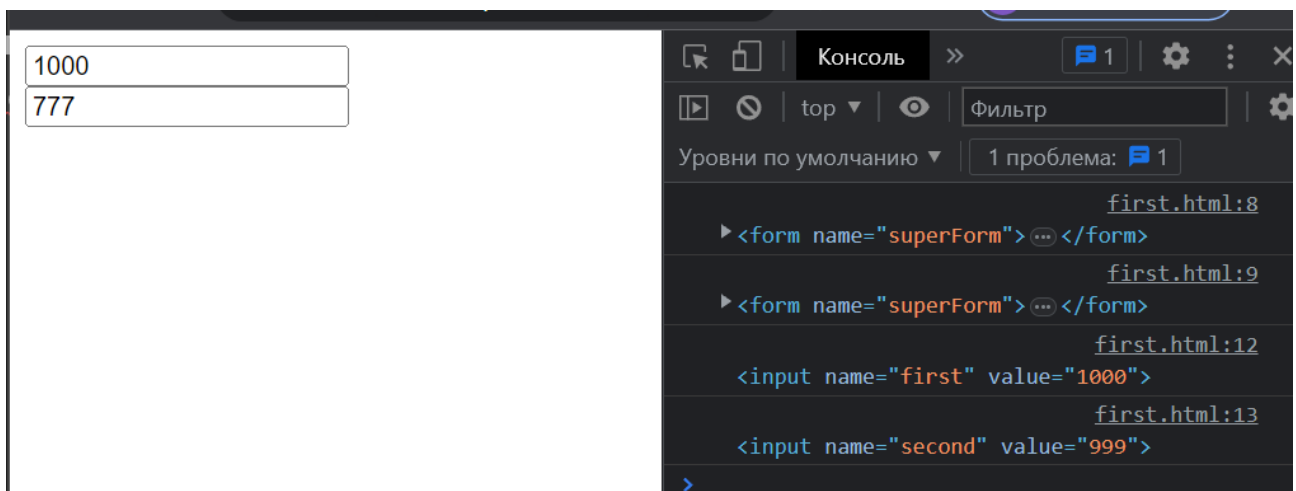 1000
777
Консоль » 1
top ▼ Фильтр
Уровни по умолчанию ▼ 1 проблема: 1
first.html:8
<form name="superForm">…</form>
first.html:9
<form name="superForm">…</form>
first.html:12
<input name="first" value="1000">
first.html:13
<input name="second" value="999">
>